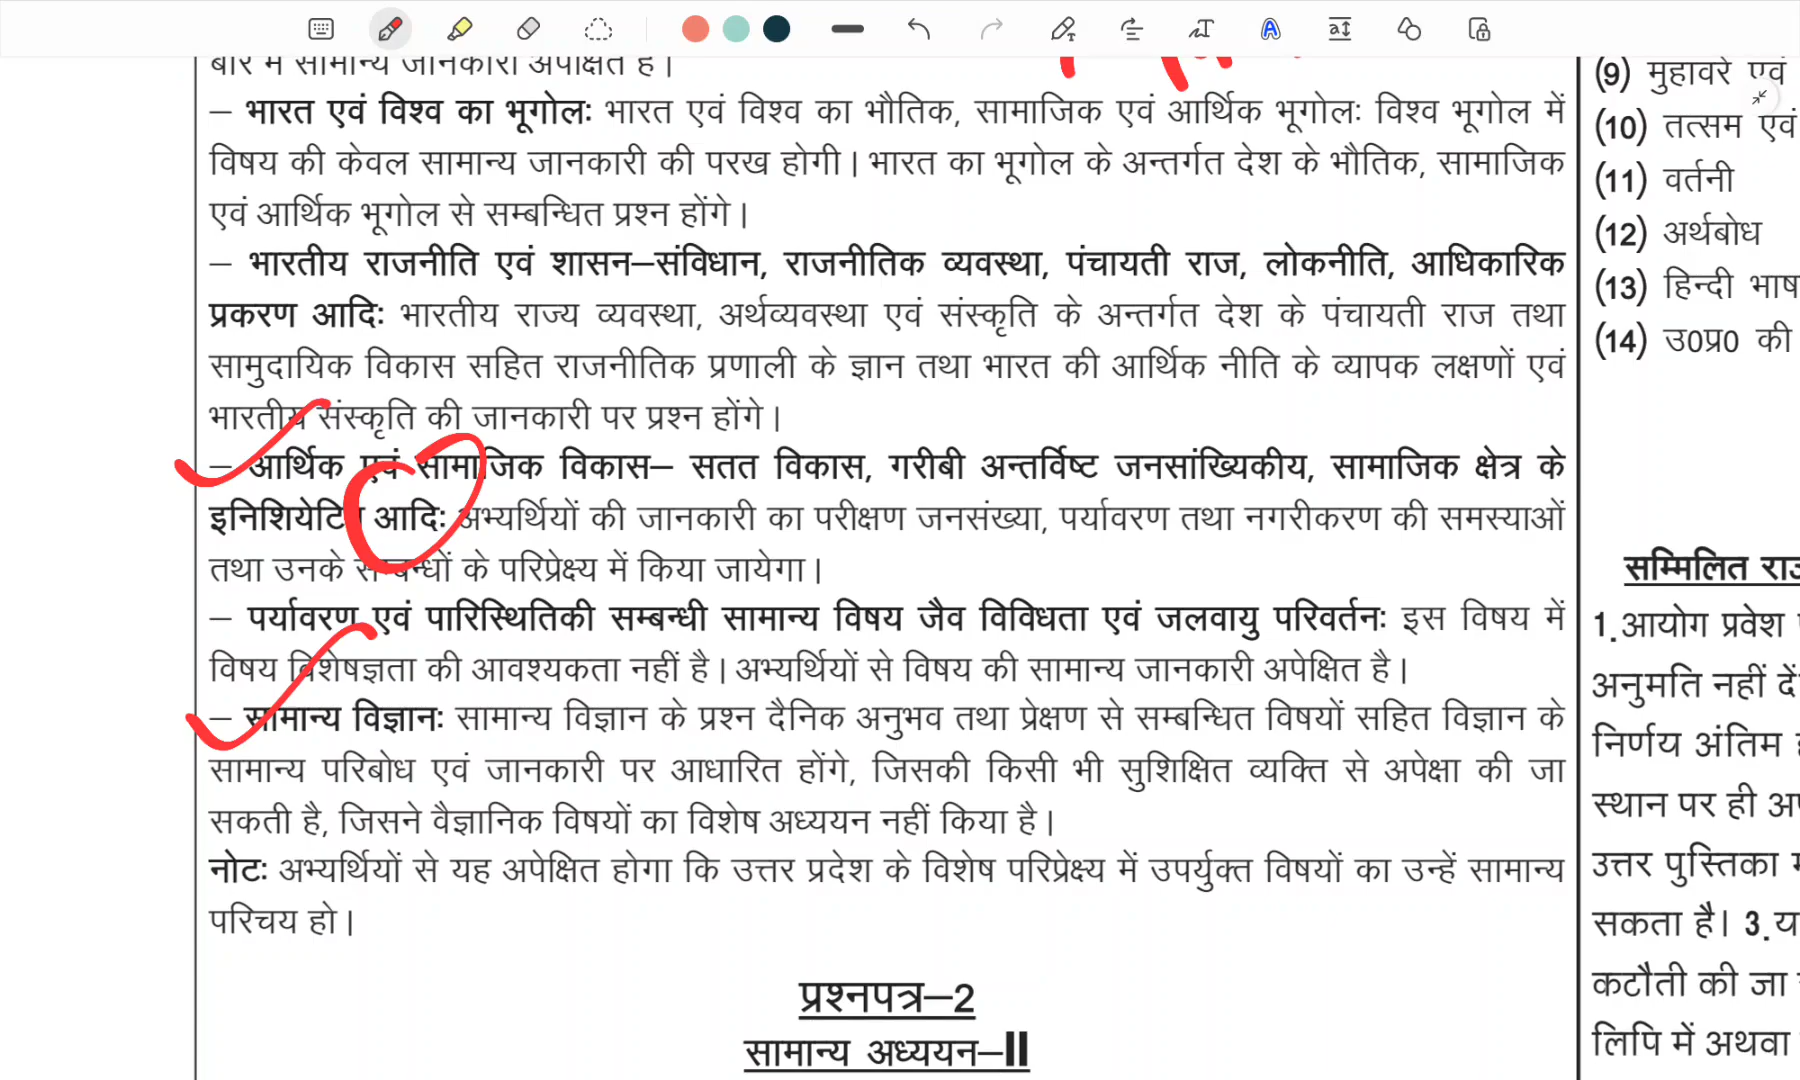 बारे में सामान्य जानकारी अपेक्षित है।
– भारत एवं विश्व का भूगोलः भारत एवं विश्व का भौतिक, सामाजिक एवं आर्थिक भूगोलः विश्व भूगोल में
विषय की केवल सामान्य जानकारी की परख होगी। भारत का भूगोल के अन्तर्गत देश के भौतिक, सामाजिक
एवं आर्थिक भूगोल से सम्बन्धित प्रश्न होंगे।
– भारतीय राजनीति एवं शासन–संविधान, राजनीतिक व्यवस्था, पंचायती राज, लोकनीति, आधिकारिक
प्रकरण आदिः भारतीय राज्य व्यवस्था, अर्थव्यवस्था एवं संस्कृति के अन्तर्गत देश के पंचायती राज तथा
सामुदायिक विकास सहित राजनीतिक प्रणाली के ज्ञान तथा भारत की आर्थिक नीति के व्यापक लक्षणों एवं
भारतीय संस्कृति की जानकारी पर प्रश्न होंगे।
– आर्थिक एवं सामाजिक विकास– सतत विकास, गरीबी अन्तर्विष्ट जनसांख्यिकीय, सामाजिक क्षेत्र के
आदिः अभ्यर्थियों की जानकारी का परीक्षण जनसंख्या, पर्यावरण तथा नगरीकरण की समस्याओं
तथा उनके सम्बन्धों के परिप्रेक्ष्य में किया जायेगा।
– पर्यावरण एवं पारिस्थितिकी सम्बन्धी सामान्य विषय जैव विविधता एवं जलवायु परिवर्तनः इस विषय में
विषय विशेषज्ञता की आवश्यकता नहीं है। अभ्यर्थियों से विषय की सामान्य जानकारी अपेक्षित है।
– सामान्य विज्ञानः सामान्य विज्ञान के प्रश्न दैनिक अनुभव तथा प्रेक्षण से सम्बन्धित विषयों सहित विज्ञान के
सामान्य परिबोध एवं जानकारी पर आधारित होंगे, जिसकी किसी भी सुशिक्षित व्यक्ति से अपेक्षा की जा
सकती है, जिसने वैज्ञानिक विषयों का विशेष अध्ययन नहीं किया है।
नोटः अभ्यर्थियों से यह अपेक्षित होगा कि उत्तर प्रदेश के विशेष परिप्रेक्ष्य में उपर्युक्त विषयों का उन्हें सामान्य
परिचय हो।
प्रश्नपत्र–2
सामान्य अध्ययन–II
(9) मुहावरे एवं
(10) तत्सम एवं
(11) वर्तनी
(12) अर्थबोध
(13) हिन्दी
(14) उ0प्र0 की
सम्मिलित
1.आयोग प्रवेश
अनुमति नहीं
निर्णय अंतिम
स्थान पर ही
उत्तर पुस्तिका
सकता है। 3.
कटौती की जा
लिपि में अथवा